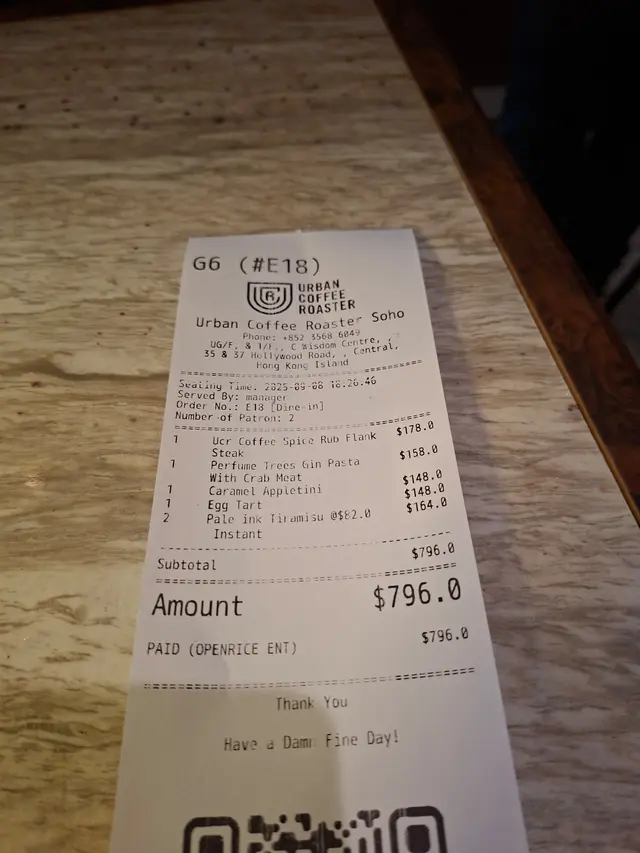 G6 (#E18)
R
URBAN
COFFEE
ROASTER
Urban Coffee Roaster Soho
Phone: +852 3568 6049
UG/F, & 1/F., C Wisdom Centre, ,
35 & 37 Hollywood Road, , Central,
Hong Kong Island
Seating Time: 2025-09-08 18:26:46
Served By: manager
Order No.: E18 [Dine-in]
Number of Patron: 2
1 Ucr Coffee Spice Rub Flank $178.0
Steak
1 Perfume Trees Gin Pasta $158.0
With Crab Meat
1 Caramel Appletini $148.0
1 Egg Tart $148.0
2 Pale ink Tiramisu @$82.0 $164.0
Instant
Subtotal $796.0
Amount $796.0
PAID (OPENRICE ENT) $796.0
Thank You
Have a Damn Fine Day!